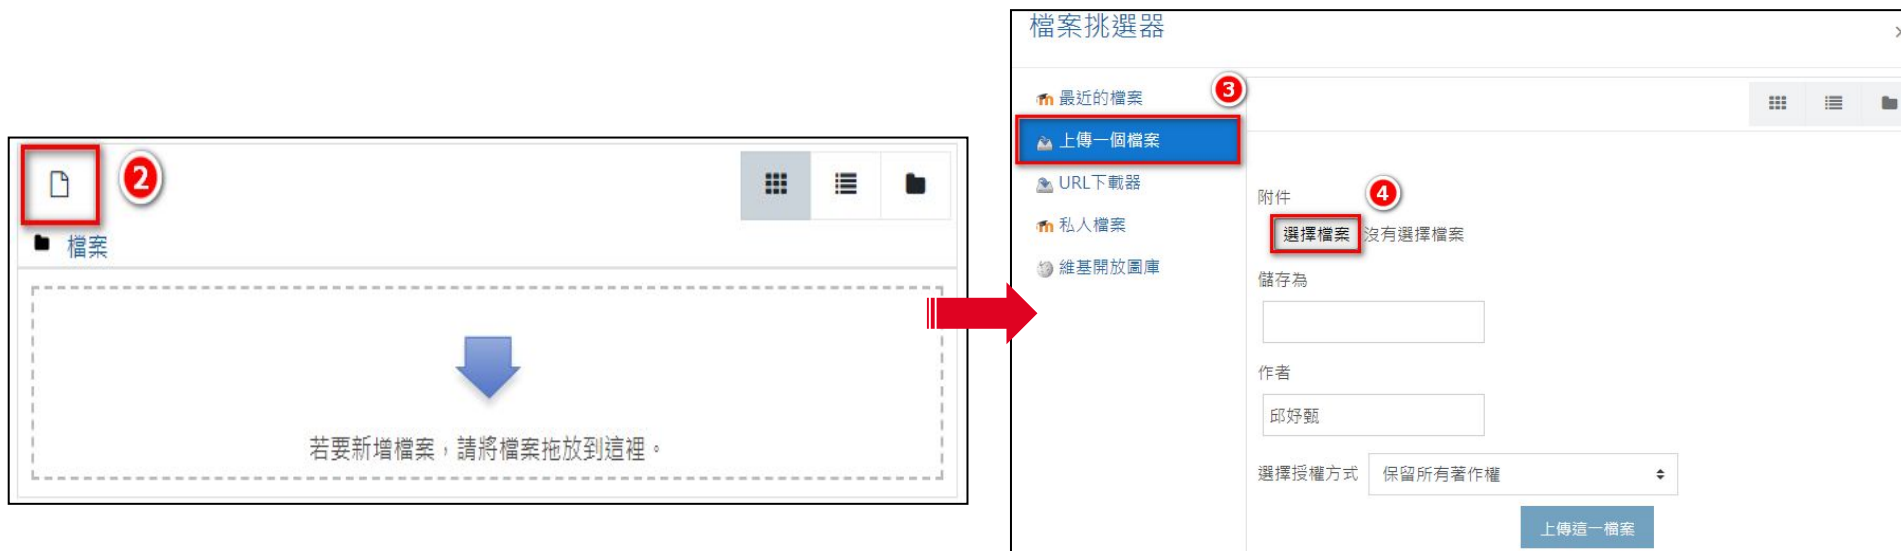 2
檔案
若要新增檔案，請將檔案拖放到這裡。
檔案挑選器
最近的檔案
3
上傳一個檔案
URL下載器
私人檔案
維基開放圖庫
附件
4
選擇檔案 沒有選擇檔案
儲存為
作者
邱妤甄
選擇授權方式 保留所有著作權
上傳這一檔案